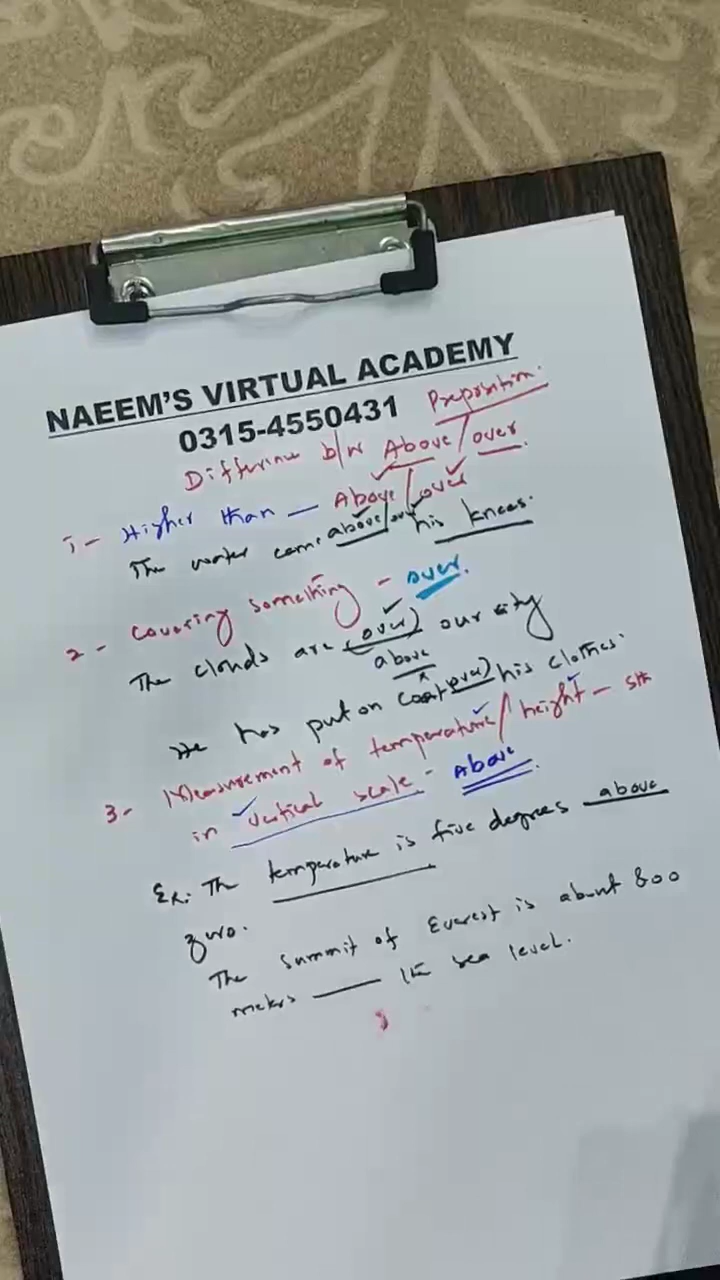 NAEEM'S VIRTUAL ACADEMY
0315-4550431
Preposition.
Difference b/w Above/over.
1- Higher than — Above/over
The water came above/over his knees.
2- Covering something - over.
The clouds are (over) our city
above
He has put on coat (over) his clothes.
3- Measurement of temperature/height -
in vertical scale - Above
Ex: The temperature is five degrees above
zero.
The summit of Everest is about 800
meters ____ the sea level.